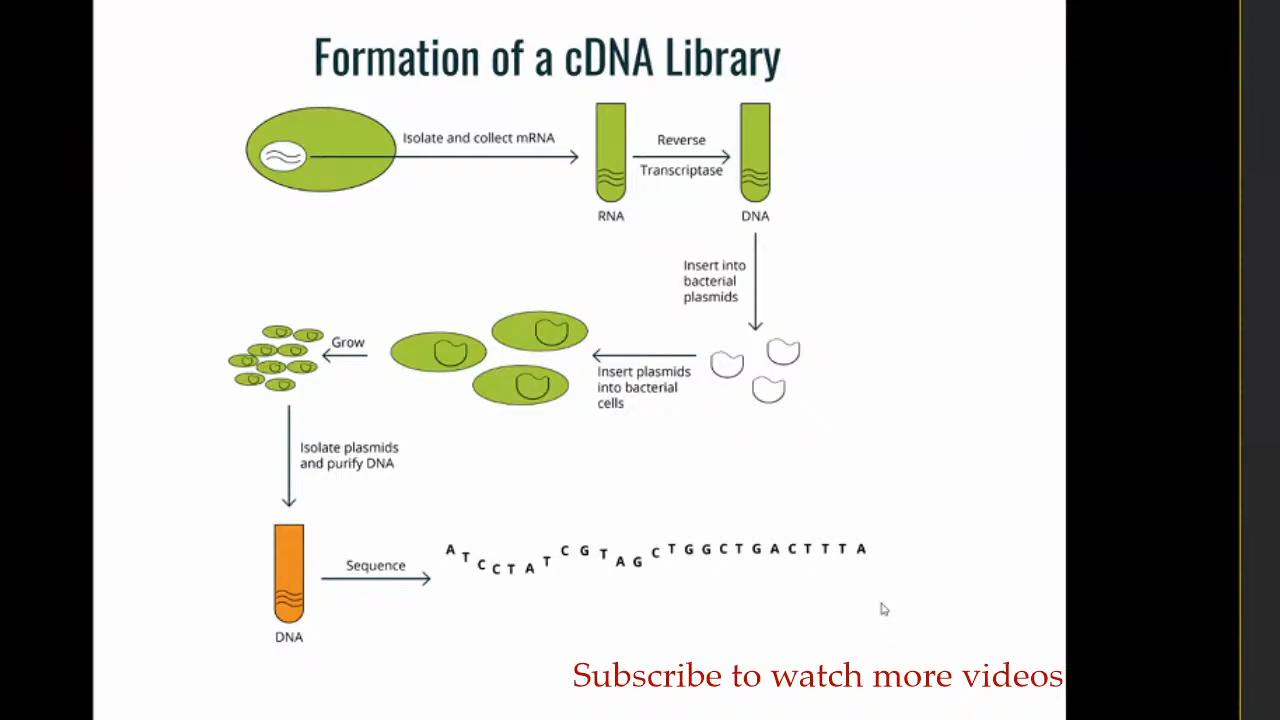 Formation of a cDNA Library
Isolate and collect mRNA
Reverse
Transcriptase
RNA
DNA
Insert into
bacterial
plasmids
Insert plasmids
into bacterial
cells
Grow
Isolate plasmids
and purify DNA
DNA
Sequence
A T C C T A T C G T A G C T G G C T G A C T T T A
Subscribe to watch more videos